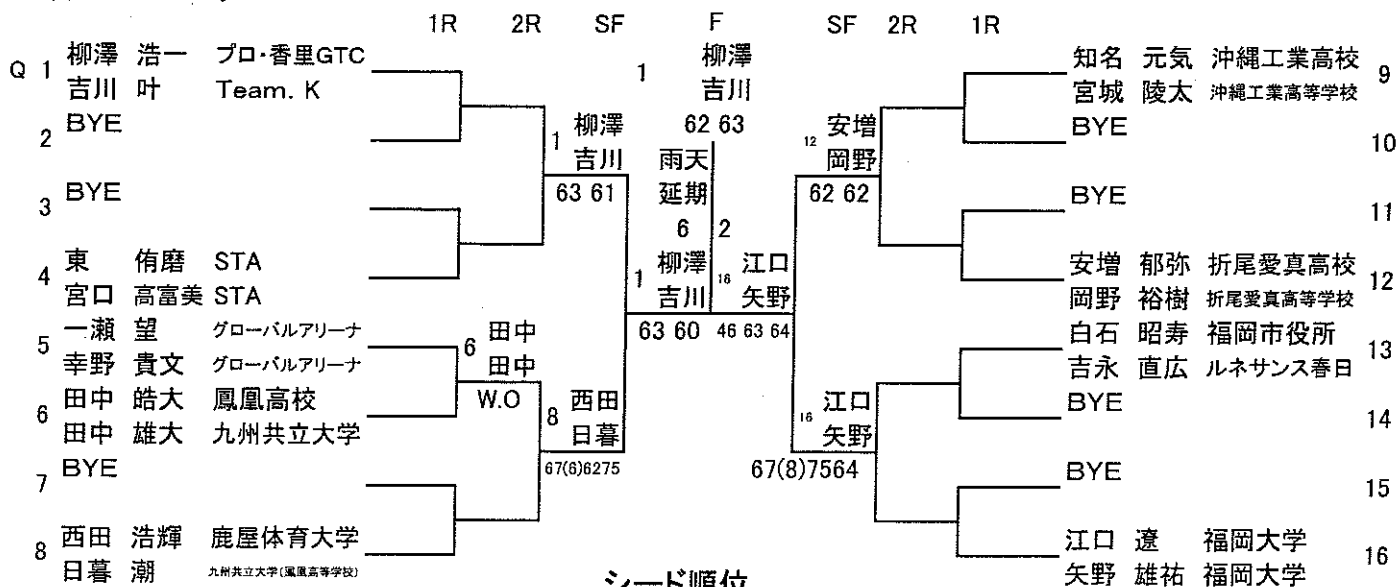 1R 2R SF F SF 2R 1R
Q 1 柳澤 浩一 プロ・香里GTC
吉川 叶 Team. K
2 BYE
3 BYE
4 東 侑磨 STA
宮口 高富美 STA
5 一瀬 望 グローバルアリーナ
幸野 貴文 グローバルアリーナ
6 田中 皓大 鳳凰高校
田中 雄大 九州共立大学
7 BYE
8 西田 浩輝 鹿屋体育大学
日暮 潮 九州共立大学(鳳凰高等学校)
6 田中
田中
W.O
1 柳澤
吉川
63 61
8 西田
日暮
67(6)6275
1 柳澤
吉川
63 60
1 柳澤
吉川
62 63
雨天
延期
6 2
16 江口
矢野
46 63 64
12 安増
岡野
62 62
16 江口
矢野
67(8)7564
知名 元気 沖縄工業高校 9
宮城 陵太 沖縄工業高等学校
BYE 10
BYE 11
安増 郁弥 折尾愛真高校 12
岡野 裕樹 折尾愛真高等学校
白石 昭寿 福岡市役所 13
吉永 直広 ルネサンス春日
BYE 14
BYE 15
江口 遼 福岡大学 16
矢野 雄祐 福岡大学
シード順位